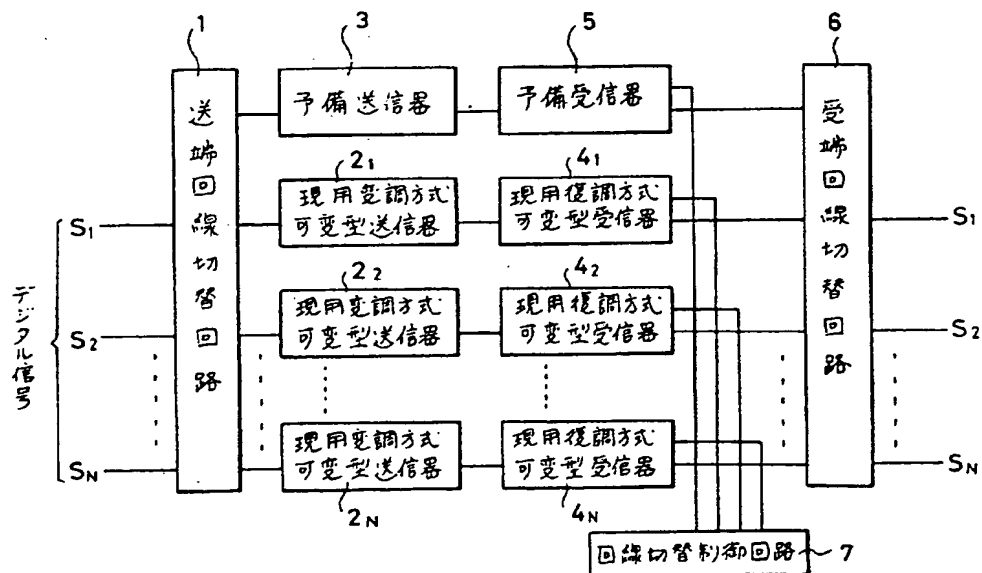 1
3
5
6
送端回線切替回路
予備送信器
予備受信器
受端回線切替回路
2₁
4₁
現用変調方式
可変型送信器
現用復調方式
可変型受信器
S₁
S₁
2₂
4₂
現用変調方式
可変型送信器
現用復調方式
可変型受信器
デジタル信号
S₂
S₂
現用変調方式
可変型送信器
現用復調方式
可変型受信器
S_N
S_N
2_N
4_N
回線切替制御回路
7